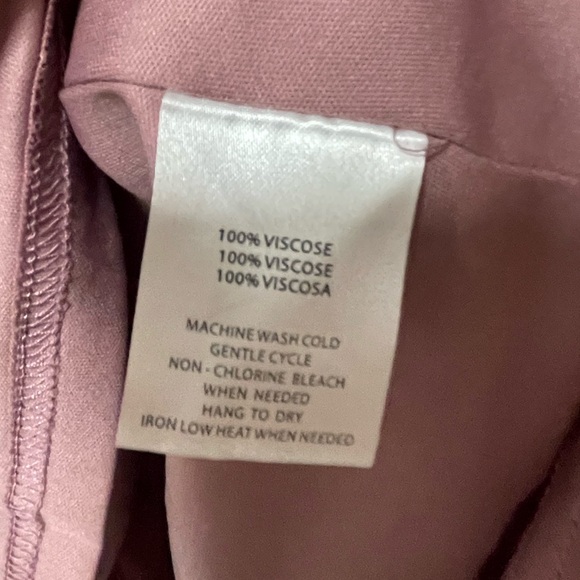 100% VISCOSE
100% VISCOSE
100% VISCOSA
MACHINE WASH COLD
GENTLE CYCLE
NON - CHLORINE BLEACH
WHEN NEEDED
HANG TO DRY
IRON LOW HEAT WHEN NEEDED